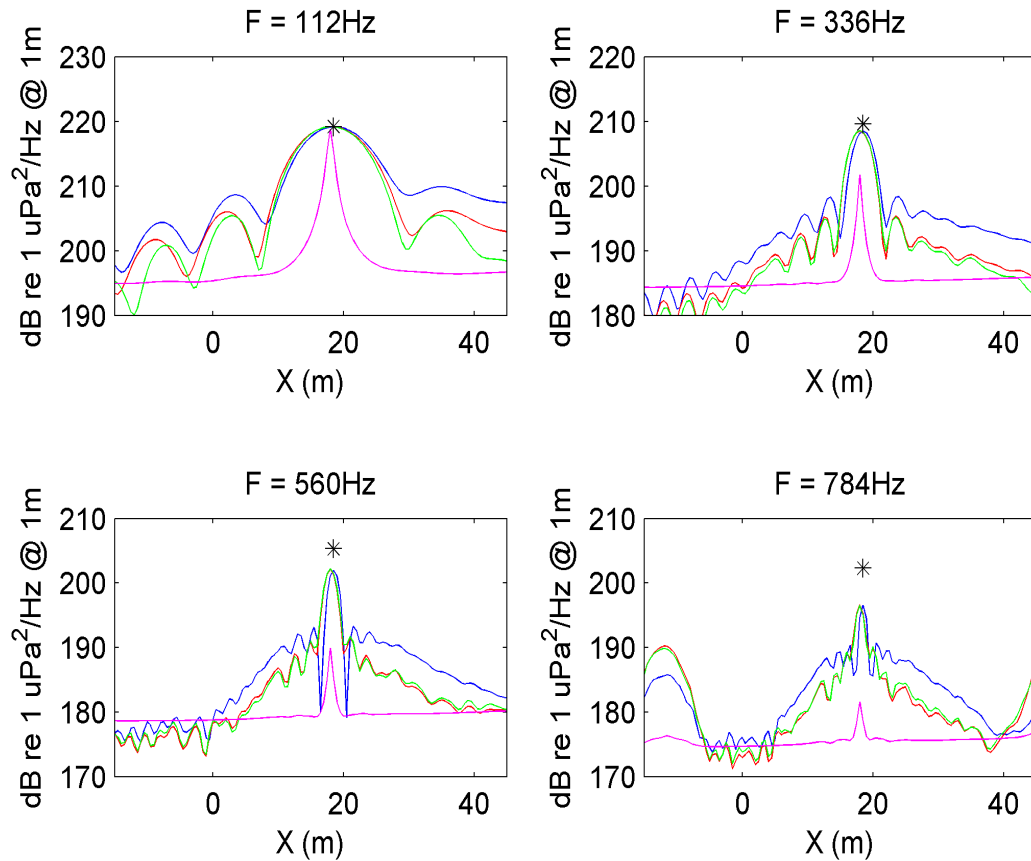 F = 112Hz
dB re 1 uPa²/Hz @ 1m
230
220
210
200
190
0
20
40
X (m)
F = 336Hz
dB re 1 uPa²/Hz @ 1m
220
210
200
190
180
0
20
40
X (m)
F = 560Hz
dB re 1 uPa²/Hz @ 1m
210
200
190
180
170
0
20
40
X (m)
F = 784Hz
dB re 1 uPa²/Hz @ 1m
210
200
190
180
170
0
20
40
X (m)